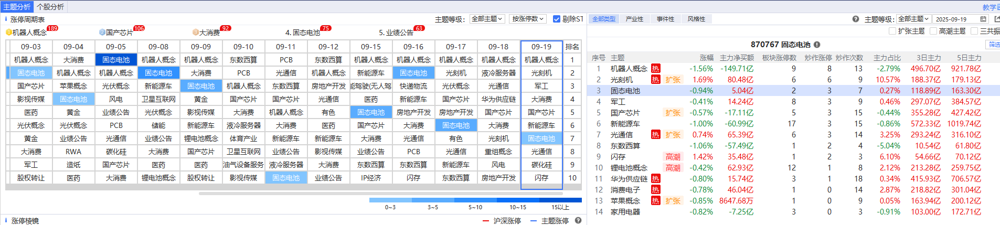 主题分析 个股分析 教学
涨停周期表 主题等级: 全部主题 按涨停数 剔除ST
1机器人概念 189 2国产芯片 106 3大消费 92 4. 固态电池 75 5. 业绩公告 63
09-03 09-04 09-05 09-08 09-09 09-10 09-11 09-12 09-15 09-16 09-17 09-18 09-19 排名
机器人概念 大消费 固态电池 机器人概念 机器人概念 东数西算 PCB 东数西算 机器人概念 机器人概念 机器人概念 机器人概念 机器人概念 1
固态电池 机器人概念 机器人概念 固态电池 大消费 PCB 光通信 机器人概念 新能源车 固态电池 光刻机 液冷服务器 光刻机 2
国产芯片 苹果概念 光伏概念 新能源车 固态电池 机器人概念 东数西算 房地产开发 能驾驶(无人驾 快递物流 光伏概念 光通信 军工 3
影视传媒 固态电池 风电 卫星互联网 黄金 国产芯片 国产芯片 光通信 医药 新能源车 国产芯片 华为供应链 大消费 4
医药 黄金 业绩公告 光伏概念 影视传媒 大消费 机器人概念 有色 固态电池 房地产开发 房地产开发 国产芯片 国产芯片 5
光伏概念 光伏概念 PCB 储能 新能源车 液冷服务器 大消费 医药 国产芯片 大消费 固态电池 大消费 新能源车 6
黄金 业绩公告 光通信 业绩公告 锂电池概念 体育产业 新能源车 新能源车 大消费 光通信 有色 光刻机 固态电池 7
大消费 RWA 碳化硅 大消费 国产芯片 卫星互联网 业绩公告 影视传媒 业绩公告 PCB 光通信 重组概念 光通信 8
军工 造纸 国产芯片 医药 医药 油气设备服务 液冷服务器 大消费 东数西算 东数西算 新能源车 风电 碳化硅 9
股权转让 医药 大消费 锂电池概念 股权转让 影视传媒 固态电池 业绩公告 IP经济 闪存 东数西算 房地产开发 闪存 10
0~3 3~5 5~10 10~15 15以上
涨停棱镜 沪深涨停 主题涨停 ?
全部类型 产业性 事件性 风格性 ? 主题等级: 全部主题 2025-09-19
扩张主题 高潮主题 三共振
870767 固态电池 筛选
序号 主题 涨幅 主力净买额 板块涨停数 炒作涨停 炒作次数 主力占比 3日主力 5日主力
1 机器人概念 热 -1.56% -149.71亿 9 8 13 -2.79% 496.70亿 921.78亿
2 光刻机 热 扩张 1.69% 80.48亿 6 6 9 10.57% 188.37亿 179.13亿
3 固态电池 -0.94% 5.04亿 2 3 7 0.27% 118.89亿 163.30亿
4 军工 -0.41% 14.24亿 8 3 9 0.46% 297.07亿 384.57亿
5 国产芯片 扩张 -0.57% -17.11亿 5 3 15 -0.44% 355.28亿 427.42亿
6 新能源车 -1.00% -60.99亿 17 3 15 -0.86% 572.33亿 1019.74亿
7 光通信 热 扩张 0.74% 65.39亿 6 3 14 3.25% 293.24亿 316.10亿
8 东数西算 -1.06% -57.49亿 1 2 4 -5.04% 10.54亿 61.80亿
9 闪存 高潮 1.42% 35.48亿 1 2 3 6.10% 54.66亿 70.12亿
10 锂电池概念 高潮 -0.42% 62.93亿 12 1 8 2.12% 213.28亿 259.75亿
11 华为供应链 热 -0.80% 15.74亿 3 1 18 0.34% 415.93亿 706.57亿
12 消费电子 热 -0.78% 46.04亿 1 0 14 2.87% 218.82亿 301.04亿
13 苹果概念 热 扩张 -0.85% 8647.68万 1 0 9 0.05% 163.94亿 200.12亿
14 家用电器 -0.82% -7.25亿 3 0 3 -0.91% 103.00亿 172.71亿